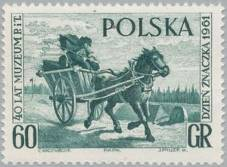 POLSKA
40 LAT MUZEUM P.i T.
DZIEŃ ZNACZKA 1961
60 GR